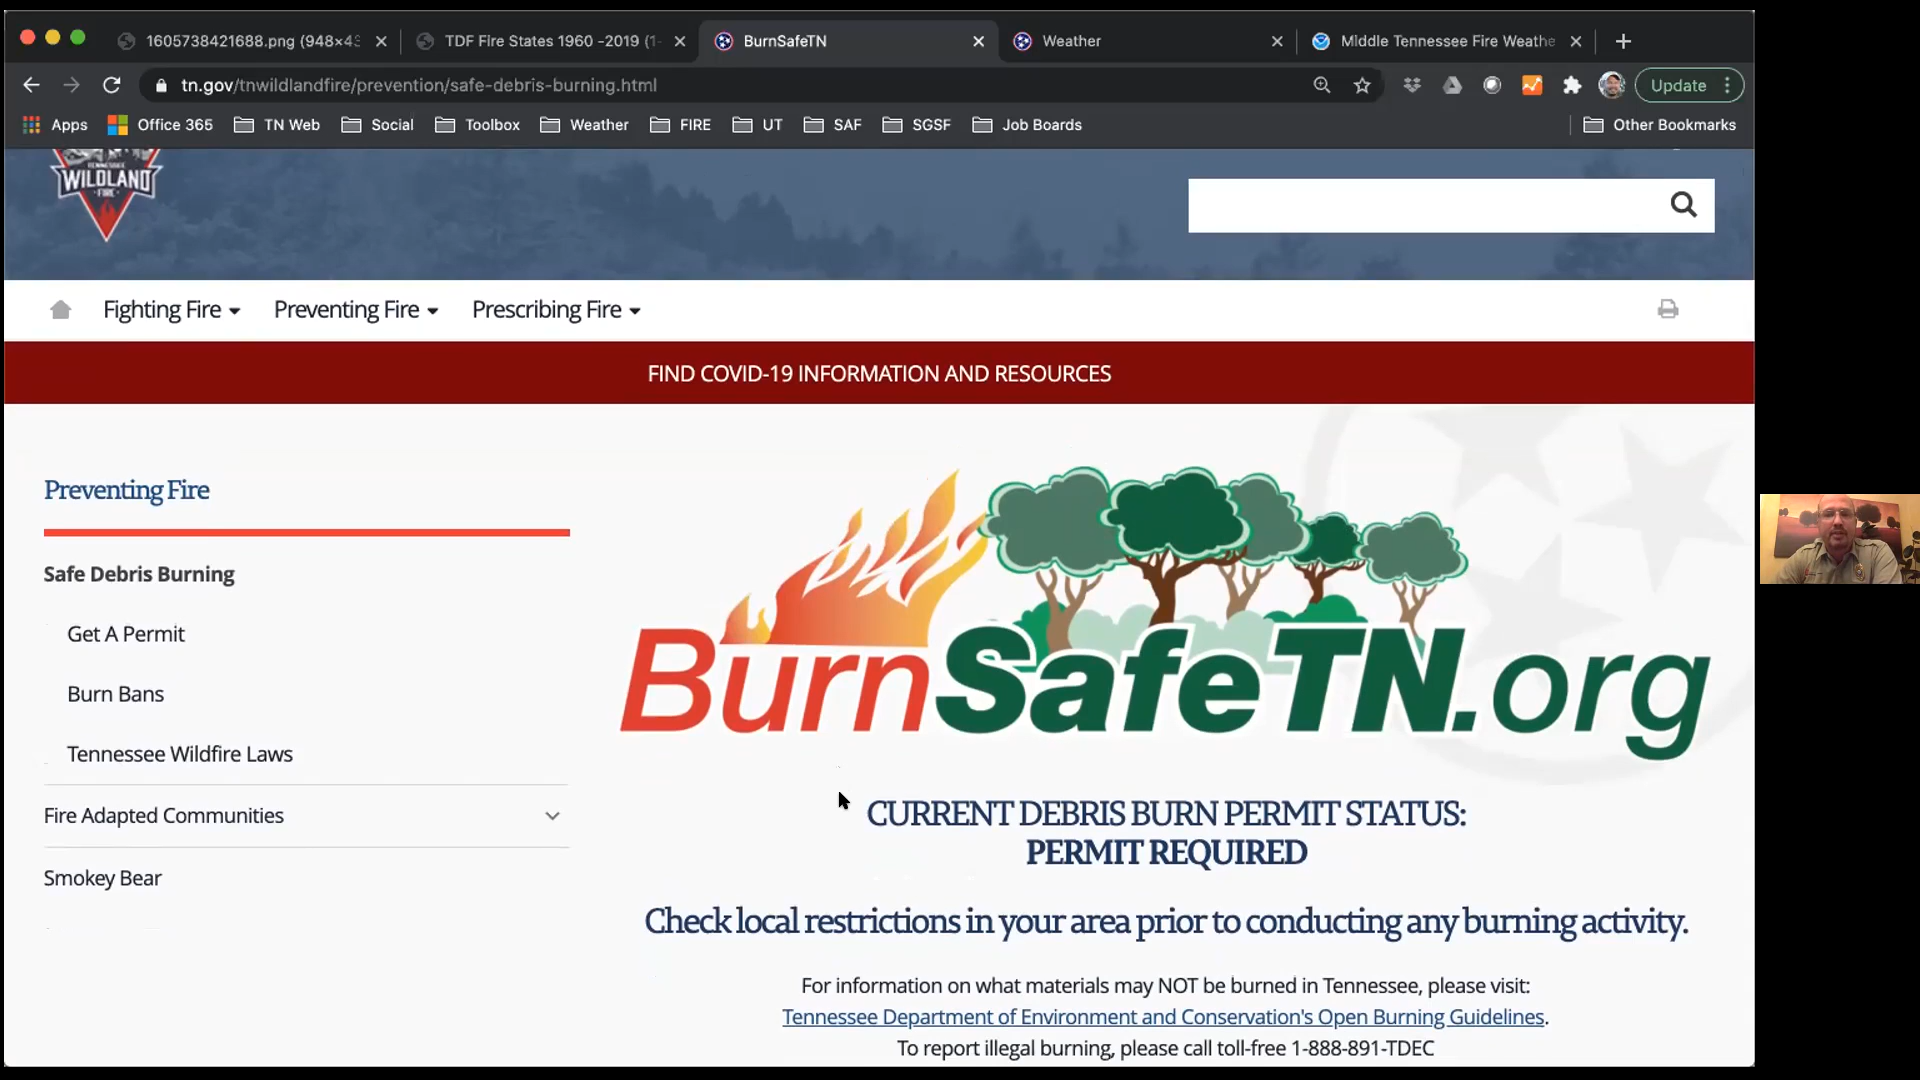 1605738421688.png (948×43
TDF Fire States 1960 -2019 (1-
BurnSafeTN
Weather
Middle Tennessee Fire Weathe
tn.gov/tnwildlandfire/prevention/safe-debris-burning.html
Update
Apps
Office 365
TN Web
Social
Toolbox
Weather
FIRE
UT
SAF
SGSF
Job Boards
Other Bookmarks
TENNESSEE
WILDLAND
FIRE
Fighting Fire
Preventing Fire
Prescribing Fire
FIND COVID-19 INFORMATION AND RESOURCES
Preventing Fire
Safe Debris Burning
Get A Permit
Burn Bans
Tennessee Wildfire Laws
Fire Adapted Communities
Smokey Bear
BurnSafeTN.org
CURRENT DEBRIS BURN PERMIT STATUS:
PERMIT REQUIRED
Check local restrictions in your area prior to conducting any burning activity.
For information on what materials may NOT be burned in Tennessee, please visit:
Tennessee Department of Environment and Conservation's Open Burning Guidelines.
To report illegal burning, please call toll-free 1-888-891-TDEC